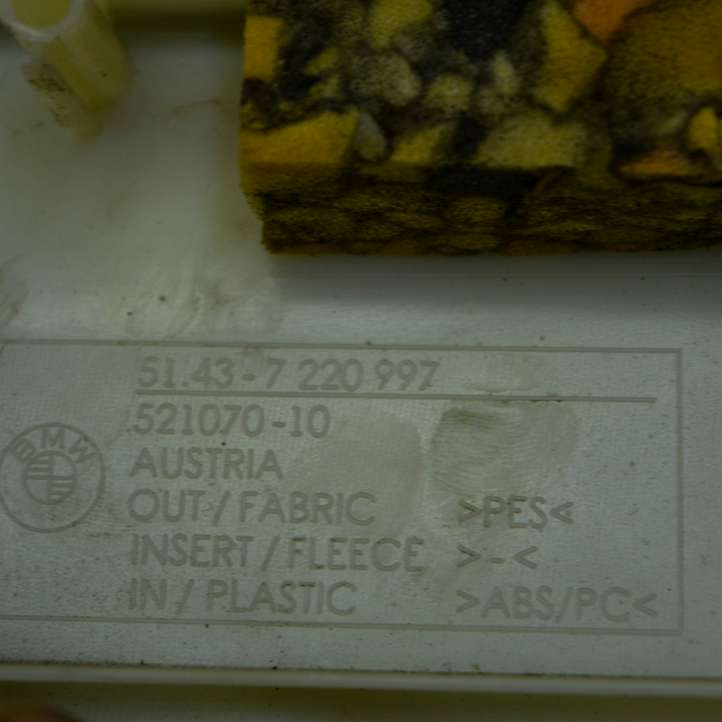 51.43-7 220 997
521070-10
BMW
AUSTRIA
OUT / FABRIC >PES<
INSERT / FLEECE >-<
IN / PLASTIC >ABS/PC<